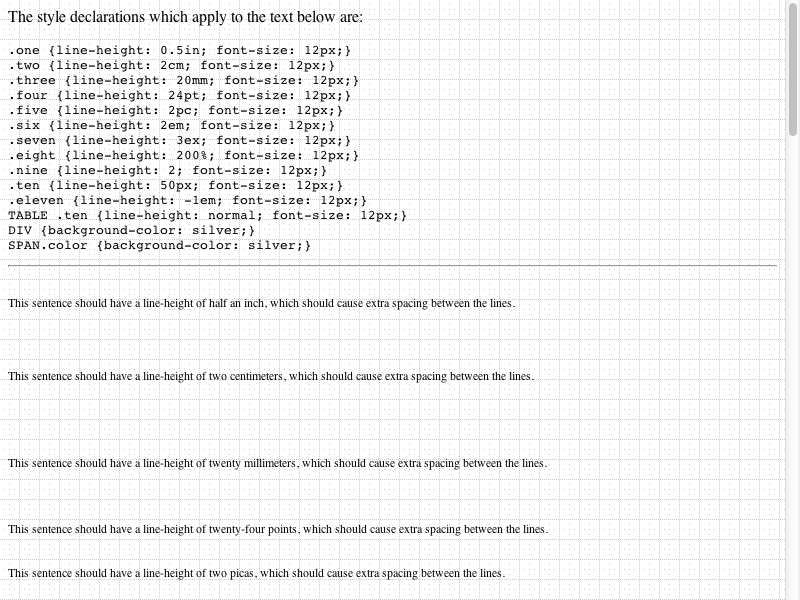 The style declarations which apply to the text below are:
.one {line-height: 0.5in; font-size: 12px;}
.two {line-height: 2cm; font-size: 12px;}
.three {line-height: 20mm; font-size: 12px;}
.four {line-height: 24pt; font-size: 12px;}
.five {line-height: 2pc; font-size: 12px;}
.six {line-height: 2em; font-size: 12px;}
.seven {line-height: 3ex; font-size: 12px;}
.eight {line-height: 200%; font-size: 12px;}
.nine {line-height: 2; font-size: 12px;}
.ten {line-height: 50px; font-size: 12px;}
.eleven {line-height: -1em; font-size: 12px;}
TABLE .ten {line-height: normal; font-size: 12px;}
DIV {background-color: silver;}
SPAN.color {background-color: silver;}
This sentence should have a line-height of half an inch, which should cause extra spacing between the lines.
This sentence should have a line-height of two centimeters, which should cause extra spacing between the lines.
This sentence should have a line-height of twenty millimeters, which should cause extra spacing between the lines.
This sentence should have a line-height of twenty-four points, which should cause extra spacing between the lines.
This sentence should have a line-height of two picas, which should cause extra spacing between the lines.